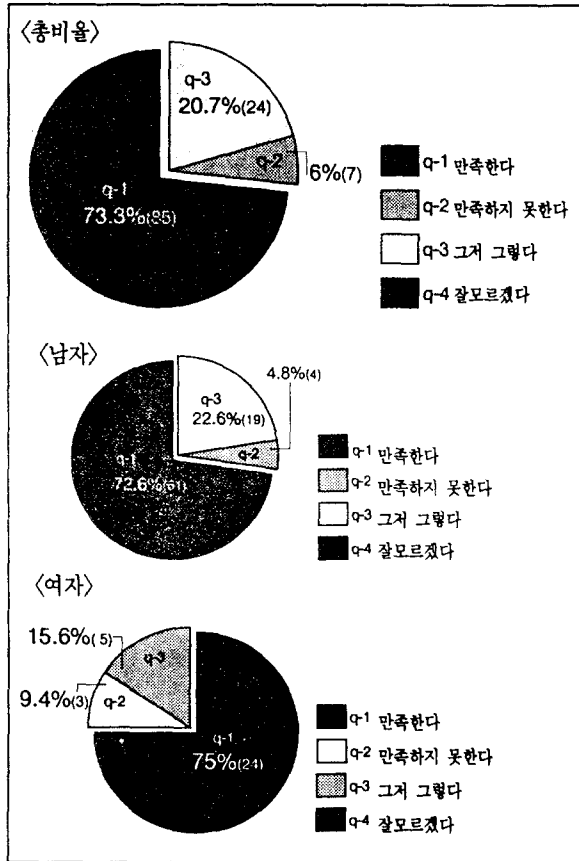 〈총비율〉
q-3
20.7%(24)
q-2
6%(7)
q-1
73.3%(85)
q-1 만족한다
q-2 만족하지 못한다
q-3 그저 그렇다
q-4 잘모르겠다
〈남자〉
4.8%(4)
q-3
22.6%(19)
q-2
q-1
72.6%(61)
q-1 만족한다
q-2 만족하지 못한다
q-3 그저 그렇다
q-4 잘모르겠다
〈여자〉
15.6%(5)
q-3
9.4%(3)
q-2
q-1
75%(24)
q-1 만족한다
q-2 만족하지 못한다
q-3 그저 그렇다
q-4 잘모르겠다